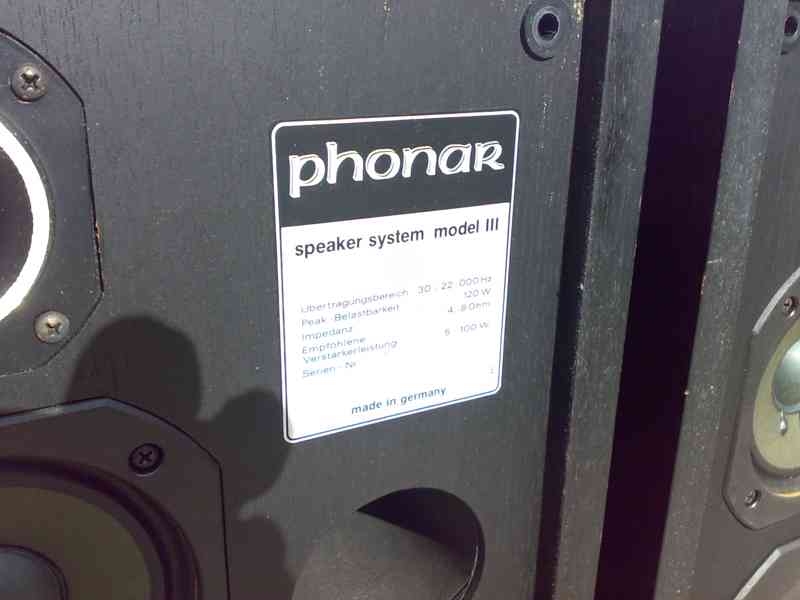 phonar
speaker system model III
Übertragungsbereich 30 - 22 000 Hz
Peak - Belastbarkeit 120 W
Impedanz 4 - 8 Ohm
Empfohlene
Verstärkerleistung 5 - 100 W
Serien - Nr
made in germany